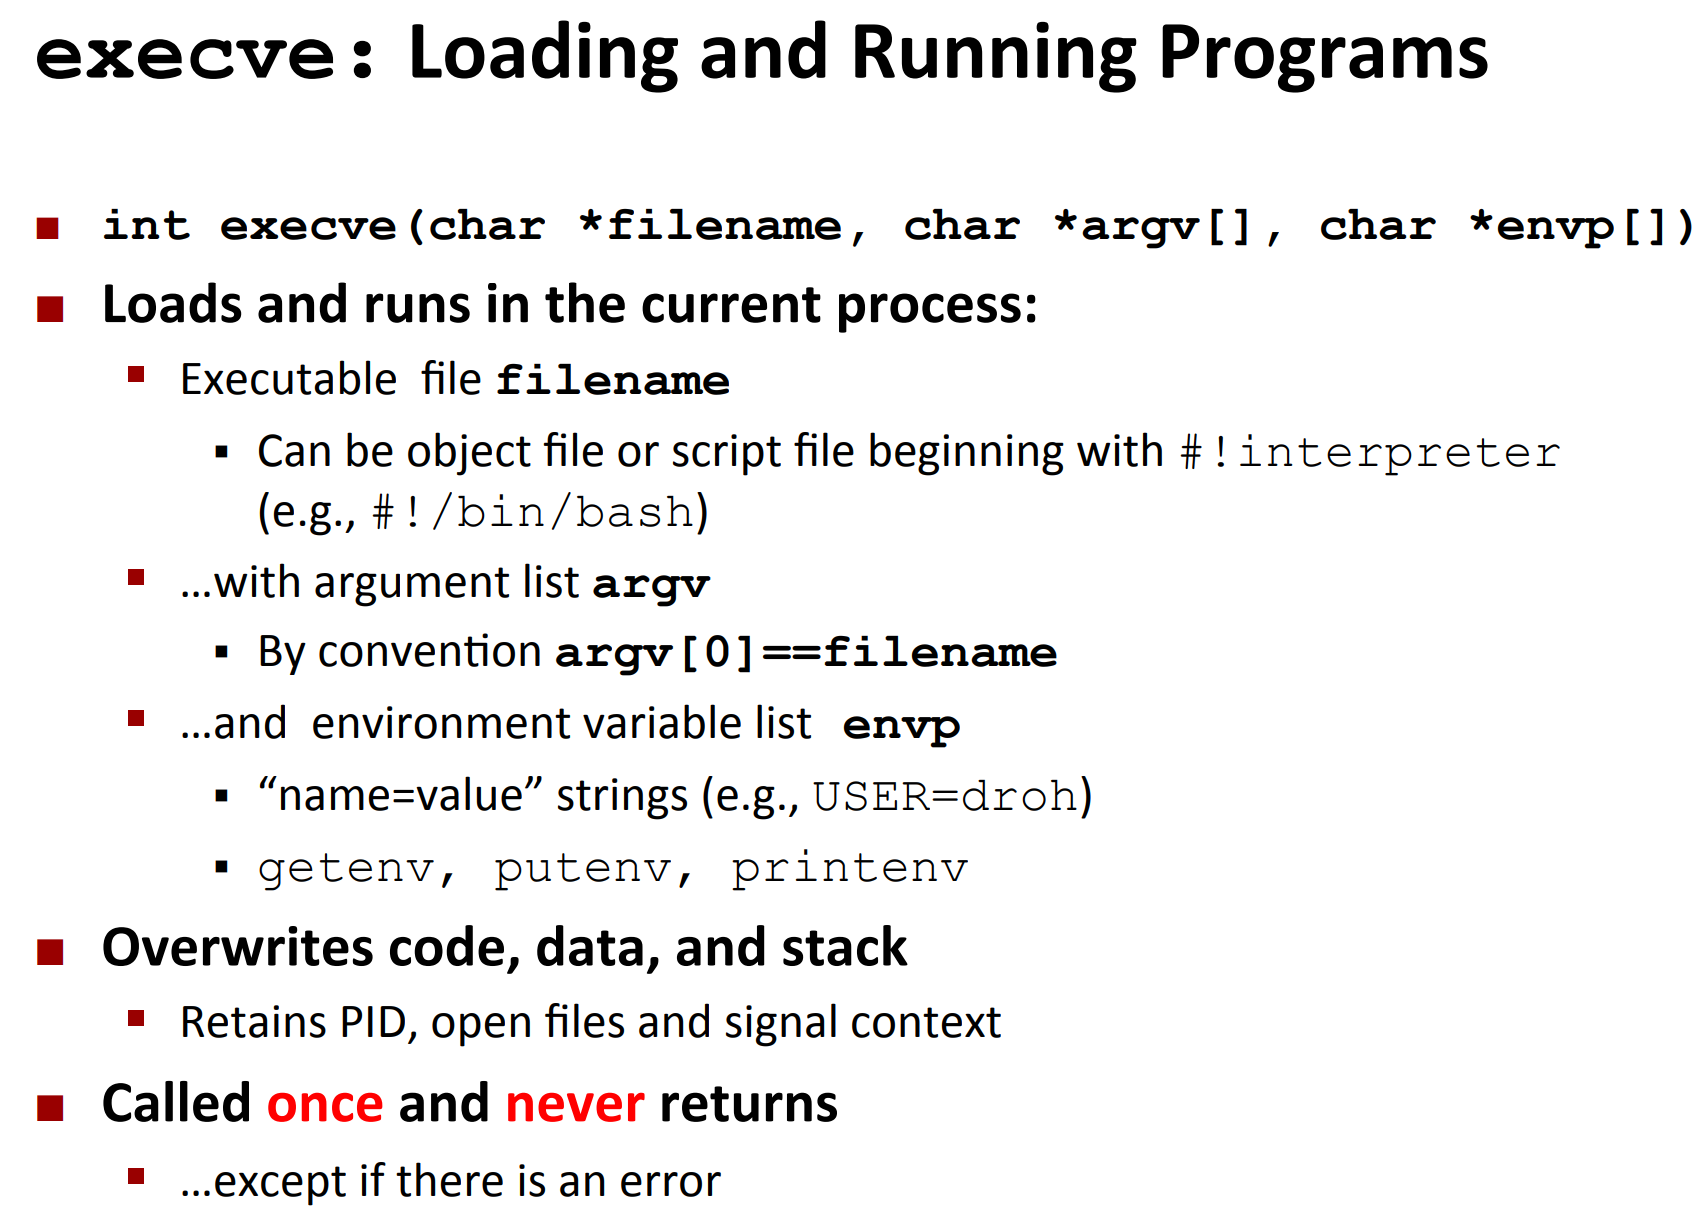 execve: Loading and Running Programs
int execve(char *filename, char *argv[], char *envp[])
Loads and runs in the current process:
Executable file filename
Can be object file or script file beginning with #!interpreter
(e.g., #!/bin/bash)
…with argument list argv
By convention argv[0]==filename
…and environment variable list envp
“name=value” strings (e.g., USER=droh)
getenv, putenv, printenv
Overwrites code, data, and stack
Retains PID, open files and signal context
Called once and never returns
…except if there is an error